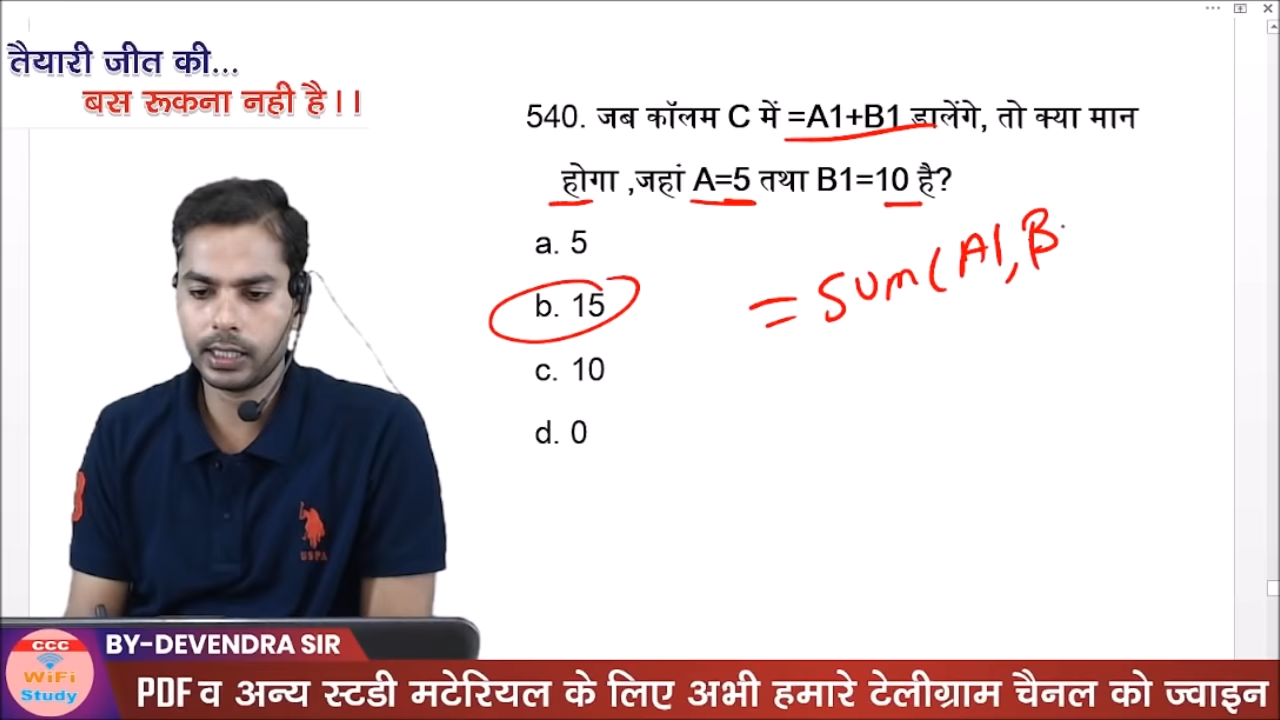 तैयारी जीत की...
बस रूकना नही है।।
540. जब कॉलम C में =A1+B1 डालेंगे, तो क्या मान
होगा ,जहां A=5 तथा B1=10 है?
a. 5
b. 15
c. 10
d. 0
= SUM(A1, B
USPA
CCC
WiFi
Study
BY-DEVENDRA SIR
PDF व अन्य स्टडी मटेरियल के लिए अभी हमारे टेलीग्राम चैनल को ज्वाइन